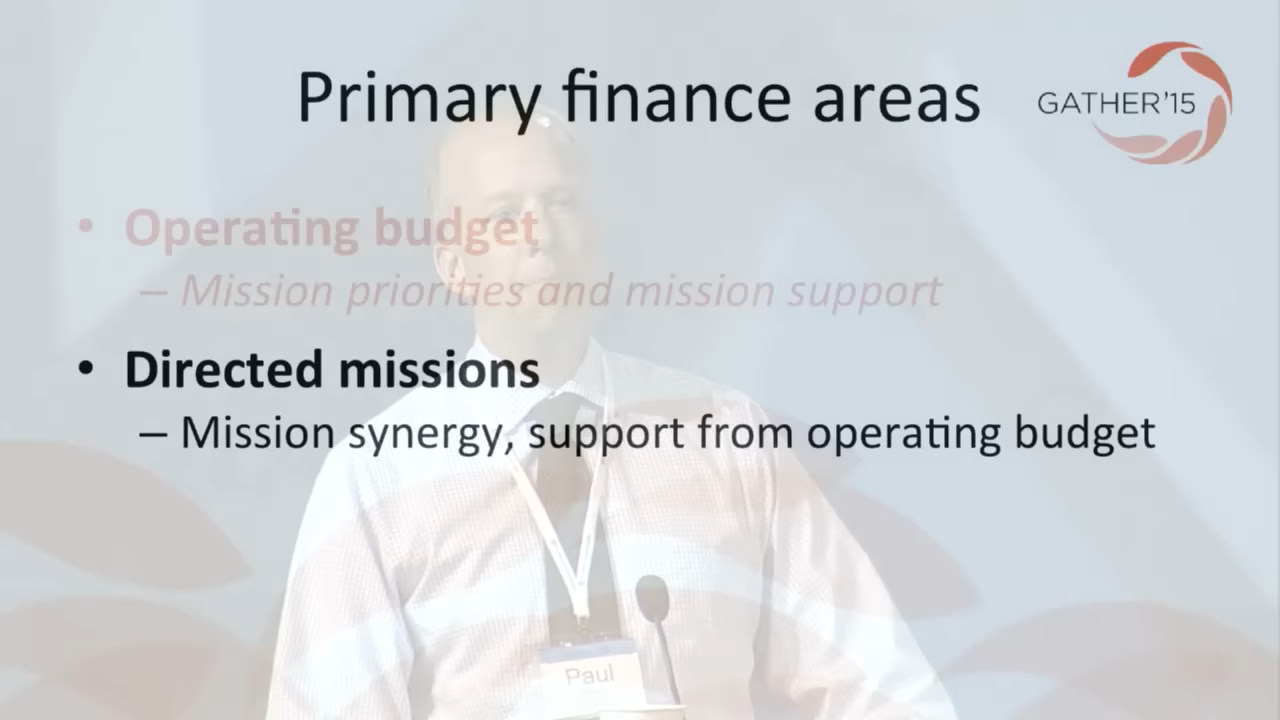 Primary finance areas
GATHER'15
• Operating budget
– Mission priorities and mission support
• Directed missions
– Mission synergy, support from operating budget
Paul